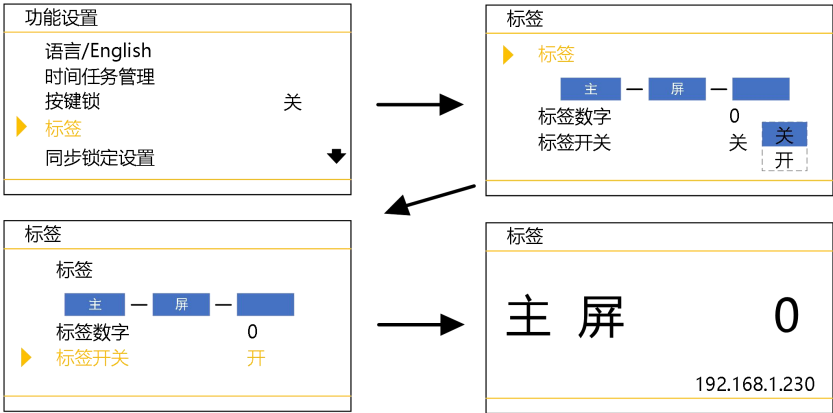 功能设置
语言/English
时间任务管理
按键锁 关
标签
同步锁定设置
标签
标签
主 — 屏 —
标签数字 0
标签开关 关 关
开
标签
标签
主 — 屏 —
标签数字 0
标签开关 开
标签
主 屏 0
192.168.1.230